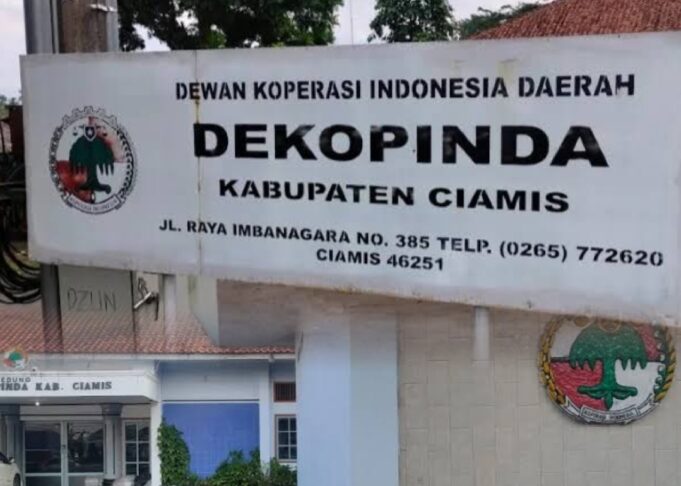 DEWAN KOPERASI INDONESIA DAERAH
DEKOPINDA
KABUPATEN CIAMIS
JL. RAYA IMBANAGARA NO. 385 TELP. (0265) 772620
CIAMIS 46251
DZUN
PINDA KAB. CIAMIS